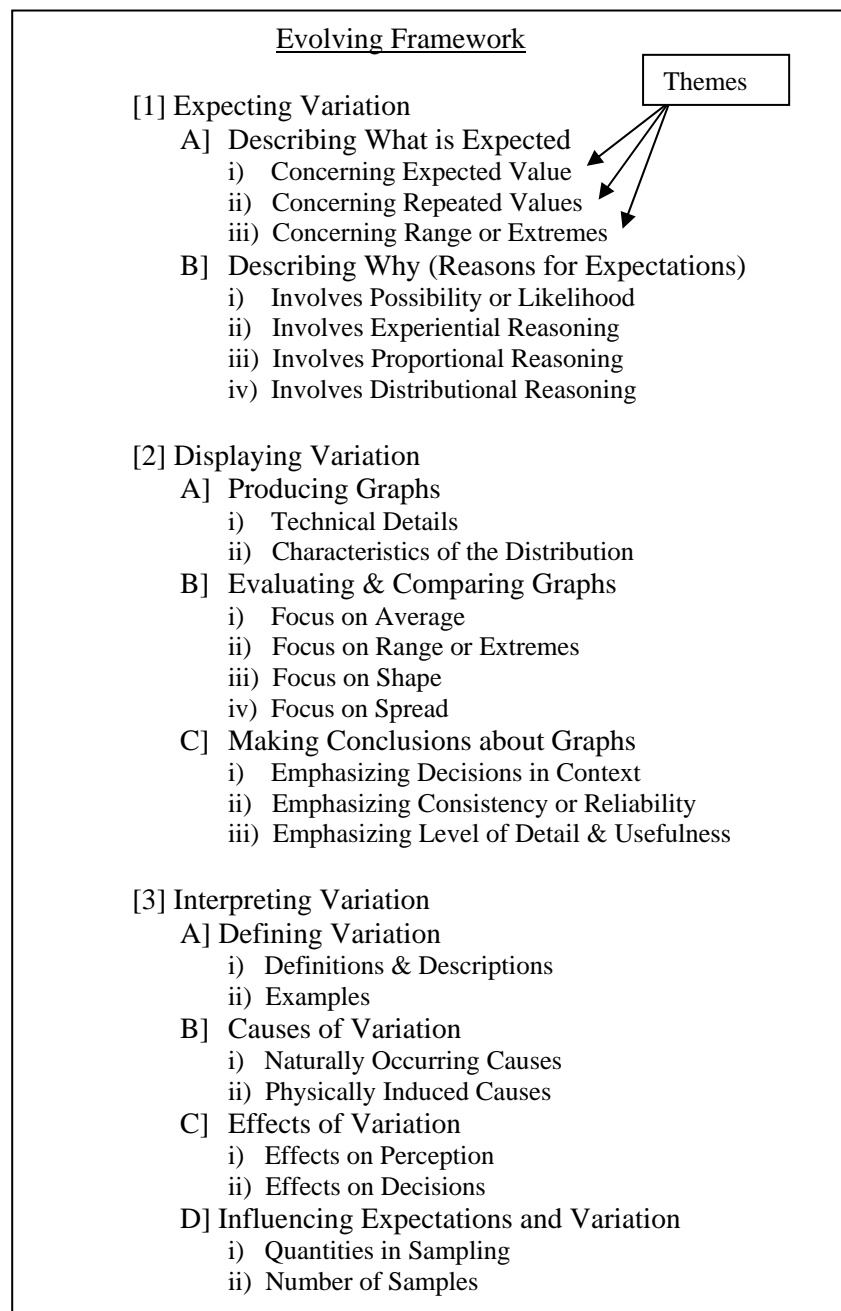 Evolving Framework
Themes
[1] Expecting Variation
A] Describing What is Expected
i) Concerning Expected Value
ii) Concerning Repeated Values
iii) Concerning Range or Extremes
B] Describing Why (Reasons for Expectations)
i) Involves Possibility or Likelihood
ii) Involves Experiential Reasoning
iii) Involves Proportional Reasoning
iv) Involves Distributional Reasoning
[2] Displaying Variation
A] Producing Graphs
i) Technical Details
ii) Characteristics of the Distribution
B] Evaluating & Comparing Graphs
i) Focus on Average
ii) Focus on Range or Extremes
iii) Focus on Shape
iv) Focus on Spread
C] Making Conclusions about Graphs
i) Emphasizing Decisions in Context
ii) Emphasizing Consistency or Reliability
iii) Emphasizing Level of Detail & Usefulness
[3] Interpreting Variation
A] Defining Variation
i) Definitions & Descriptions
ii) Examples
B] Causes of Variation
i) Naturally Occurring Causes
ii) Physically Induced Causes
C] Effects of Variation
i) Effects on Perception
ii) Effects on Decisions
D] Influencing Expectations and Variation
i) Quantities in Sampling
ii) Number of Samples